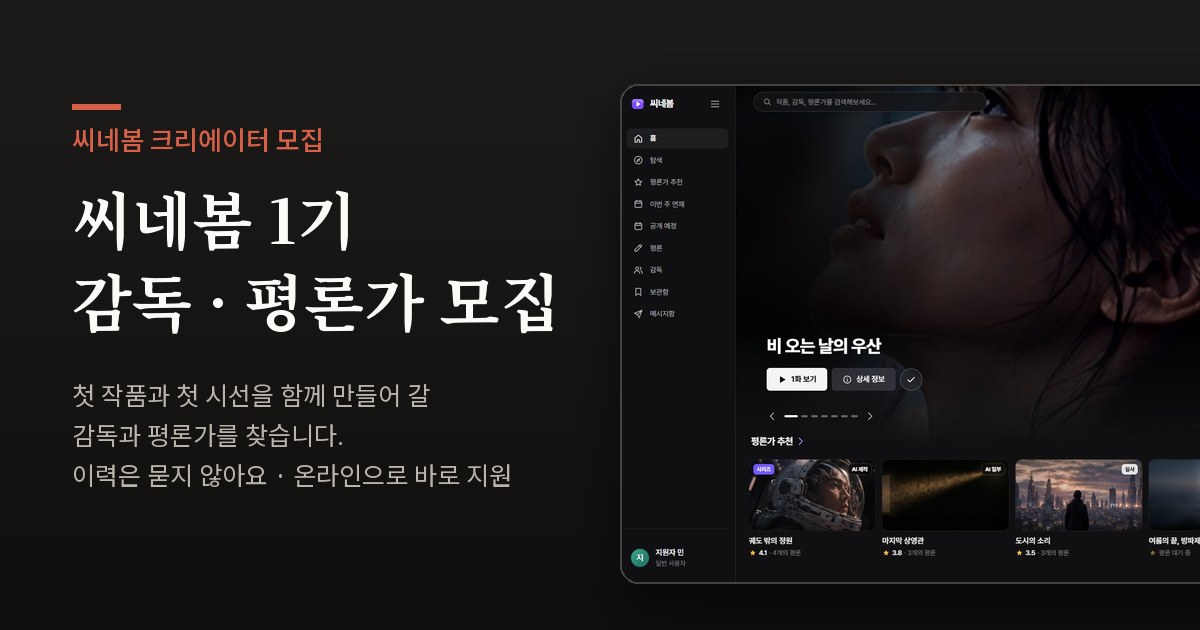 씨네봄 크리에이터 모집
씨네봄 1기
감독 · 평론가 모집
첫 작품과 첫 시선을 함께 만들어 갈
감독과 평론가를 찾습니다.
이력은 묻지 않아요 · 온라인으로 바로 지원
씨네봄
작품, 감독, 평론가를 검색해보세요...
홈
탐색
평론가 추천
이번 주 연재
공개 예정
평론
감독
보관함
메시지함
지
지원자 민
일반 사용자
비 오는 날의 우산
1화 보기
상세 정보
평론가 추천
시리즈
AI 제작
AI 일부
실사
궤도 밖의 정원
마지막 상영관
도시의 소리
여름의 끝, 방파제
4.1 · 4개의 평론
3.8 · 3개의 평론
3.5 · 3개의 평론
평론 대기 중